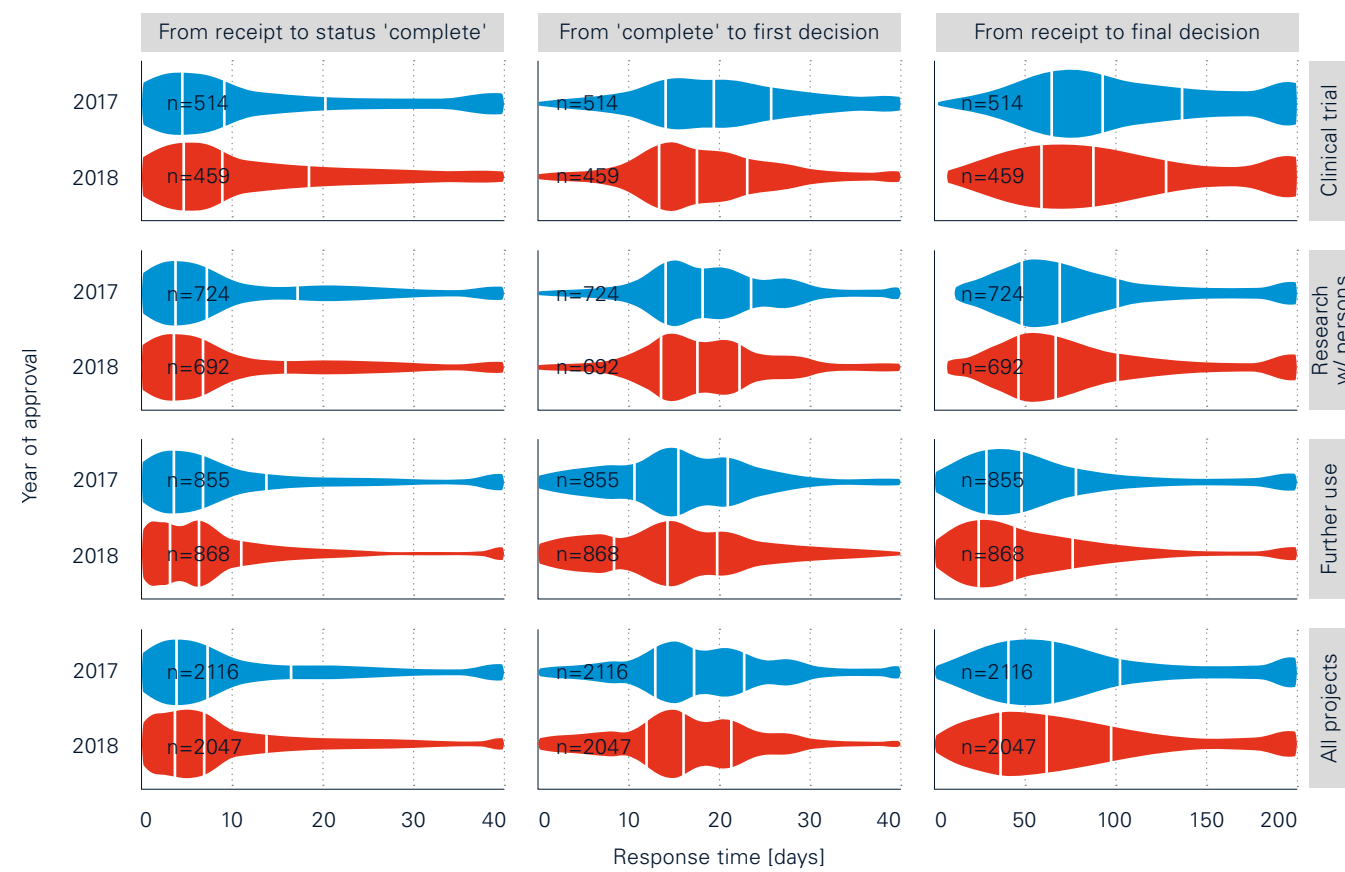 From receipt to status 'complete'
From 'complete' to first decision
From receipt to final decision
Year of approval
2017
n=514
n=514
n=514
2018
n=459
n=459
n=459
Clinical trial
2017
n=724
n=724
n=724
2018
n=692
n=692
n=692
Research
w/ persons
2017
n=855
n=855
n=855
2018
n=868
n=868
n=868
Further use
2017
n=2116
n=2116
n=2116
2018
n=2047
n=2047
n=2047
All projects
0 10 20 30 40
0 10 20 30 40
0 50 100 150 200
Response time [days]